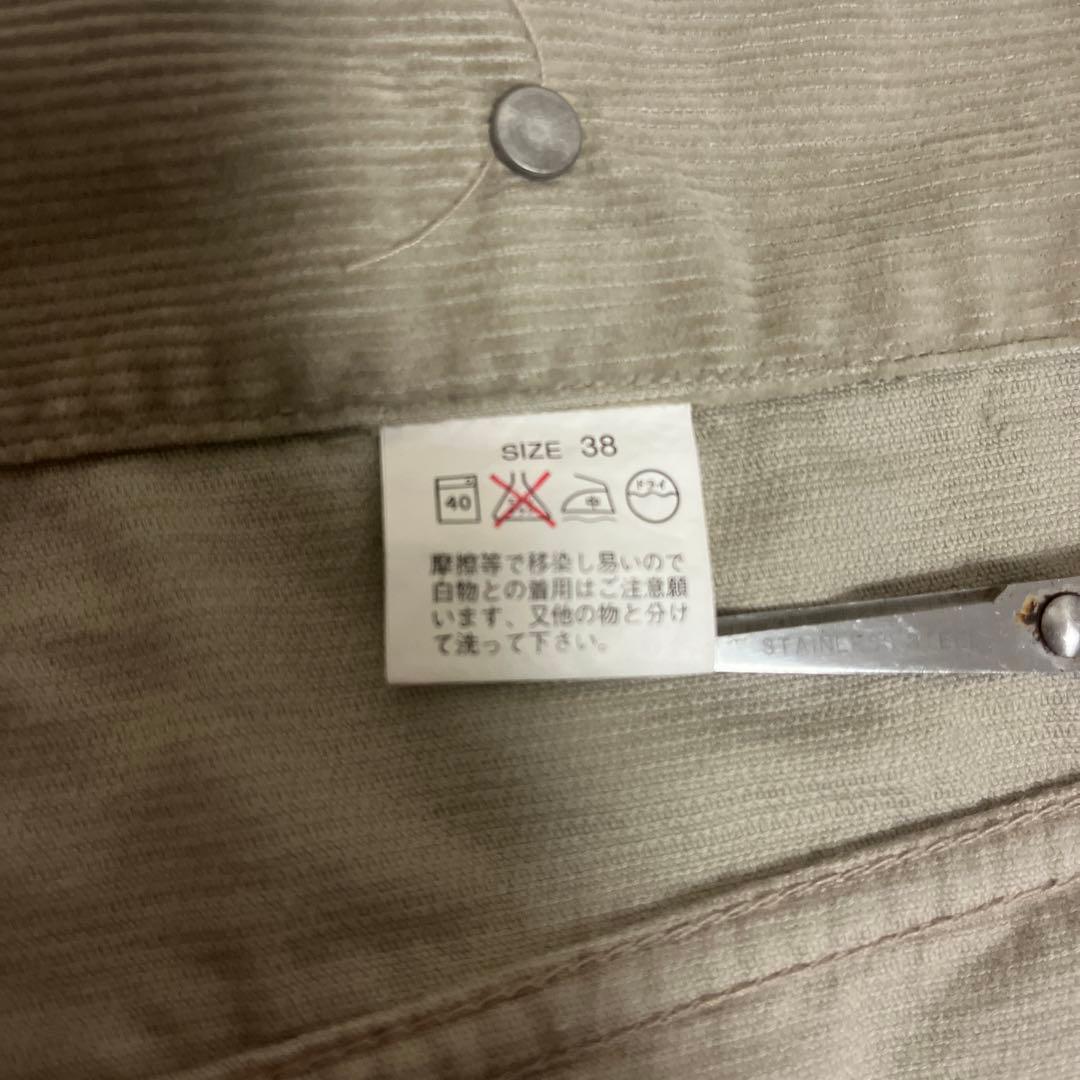 SIZE 38
40 中 ドライ
摩擦等で移染し易いので
白物との着用はご注意願
います、又他の物と分け
て洗って下さい。
STAINLESS STEEL